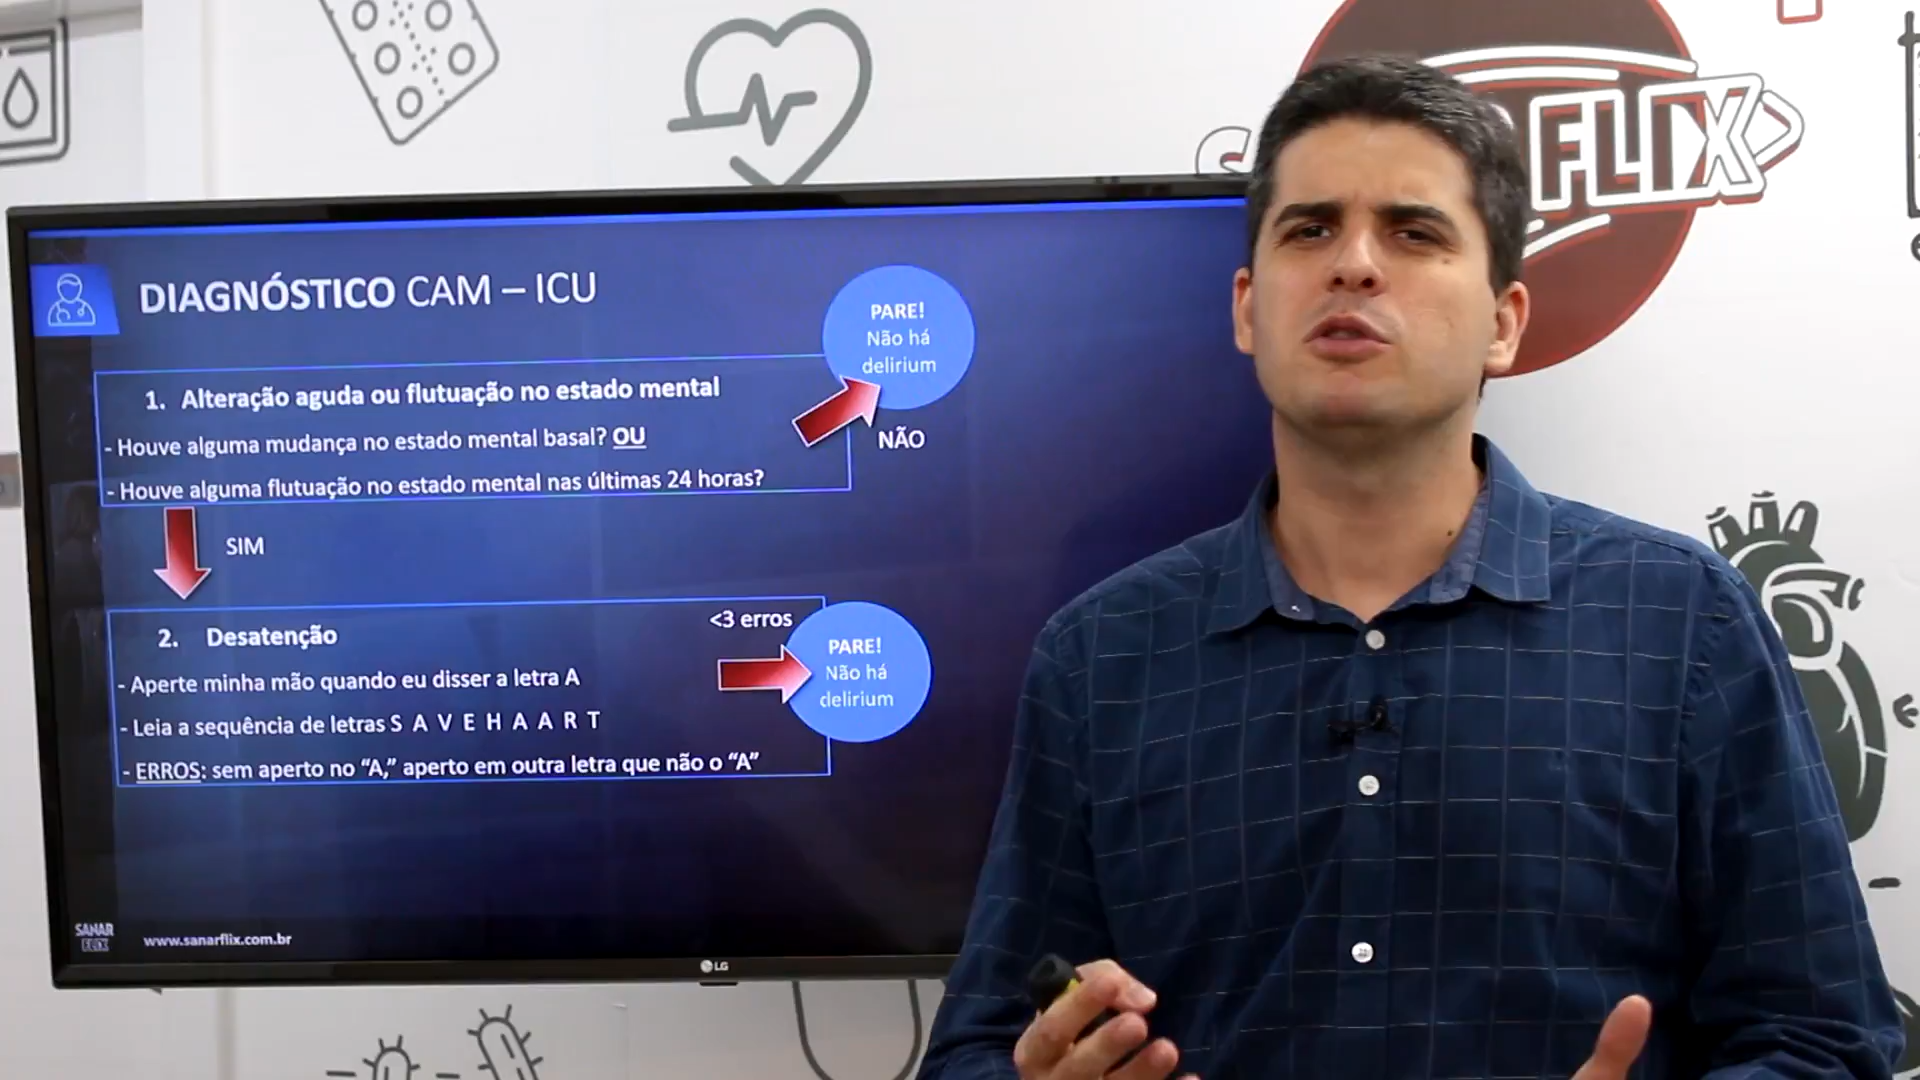 FLIX
DIAGNÓSTICO CAM – ICU
PARE!
Não há
delirium
1. Alteração aguda ou flutuação no estado mental
- Houve alguma mudança no estado mental basal? OU
- Houve alguma flutuação no estado mental nas últimas 24 horas?
NÃO
SIM
2. Desatenção
<3 erros
- Aperte minha mão quando eu disser a letra A
- Leia a sequência de letras S A V E H A A R T
- ERROS: sem aperto no “A,” aperto em outra letra que não o “A”
PARE!
Não há
delirium
SANAR
FLIX
www.sanarflix.com.br
LG